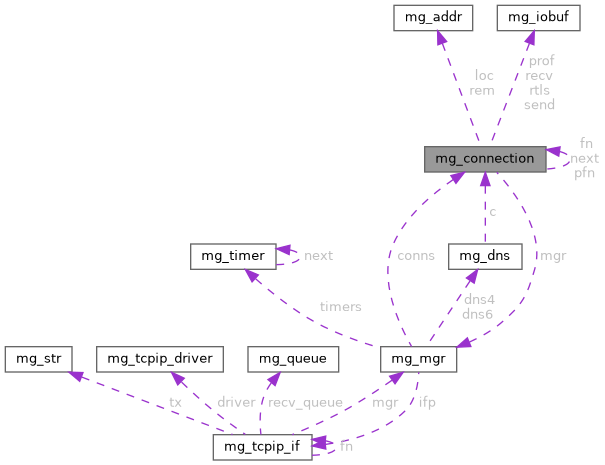 mg_addr
mg_iobuf
loc
rem
prof
recv
rtls
send
mg_connection
fn
next
pfn
c
mg_timer
next
conns
mg_dns
mgr
timers
dns4
dns6
mg_str
mg_tcpip_driver
mg_queue
mg_mgr
tx
driver
recv_queue
mgr
ifp
mg_tcpip_if
fn